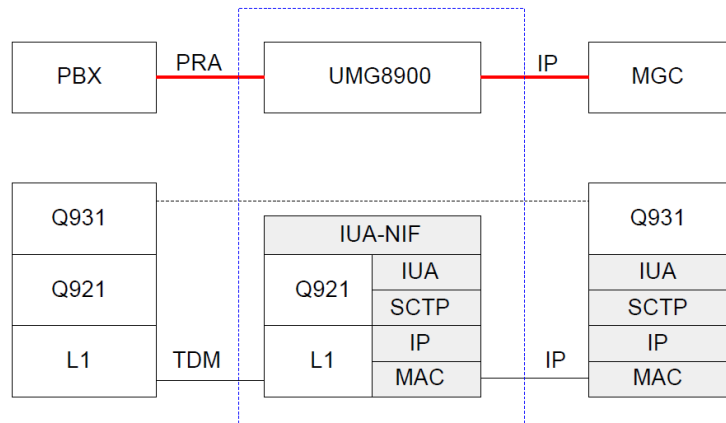 PBX
PRA
UMG8900
IP
MGC
Q931
Q921
L1
TDM
IUA-NIF
Q921
L1
IUA
SCTP
IP
MAC
IP
Q931
IUA
SCTP
IP
MAC